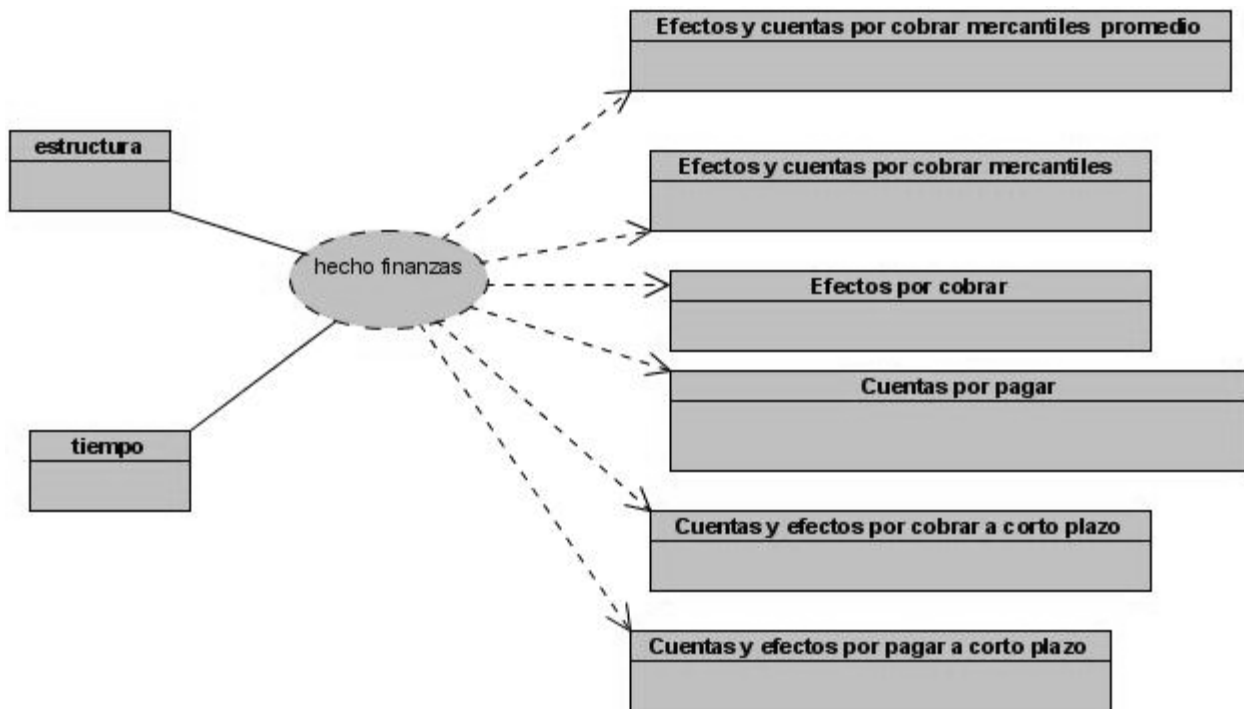 Efectos y cuentas por cobrar mercantiles promedio
estructura
Efectos y cuentas por cobrar mercantiles
hecho finanzas
Efectos por cobrar
Cuentas por pagar
tiempo
Cuentas y efectos por cobrar a corto plazo
Cuentas y efectos por pagar a corto plazo